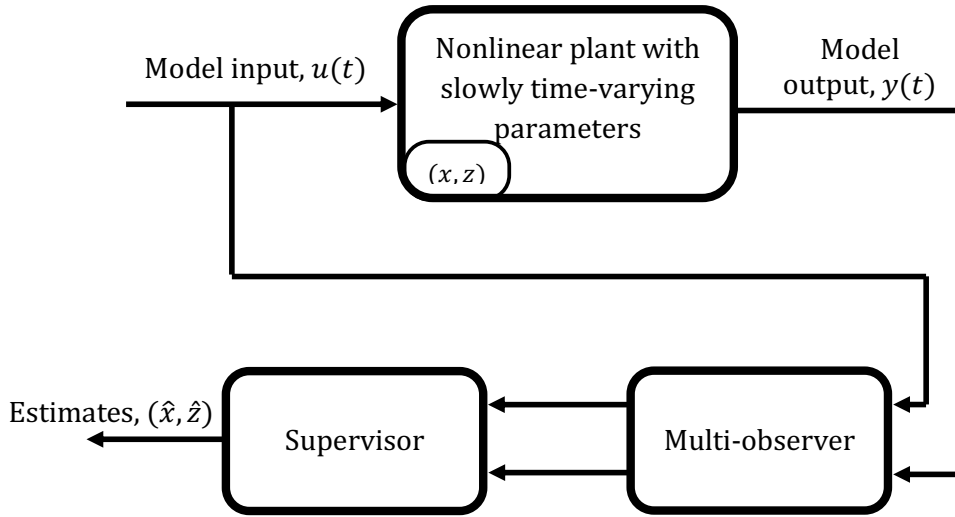 Model input, u(t)
Nonlinear plant with
slowly time-varying
parameters
(x, z)
Model
output, y(t)
Estimates, (x̂, ẑ)
Supervisor
Multi-observer